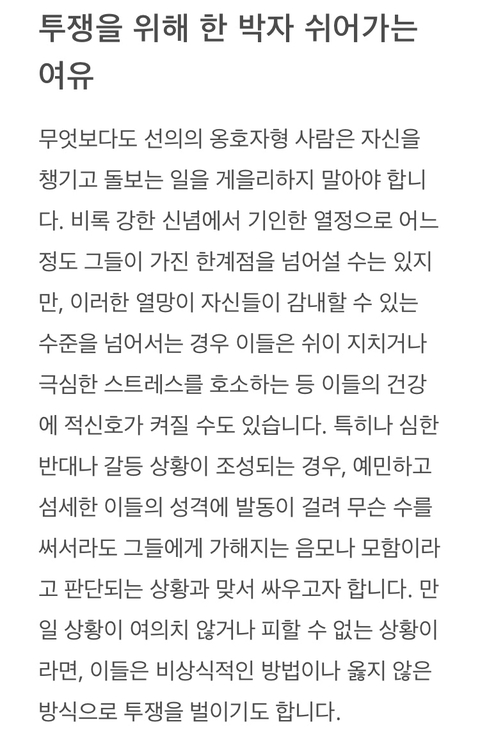 투쟁을 위해 한 박자 쉬어가는
여유
무엇보다도 선의의 옹호자형 사람은 자신을
챙기고 돌보는 일을 게을리하지 말아야 합니
다. 비록 강한 신념에서 기인한 열정으로 어느
정도 그들이 가진 한계점을 넘어설 수는 있지
만, 이러한 열망이 자신들이 감내할 수 있는
수준을 넘어서는 경우 이들은 쉬이 지치거나
극심한 스트레스를 호소하는 등 이들의 건강
에 적신호가 켜질 수도 있습니다. 특히나 심한
반대나 갈등 상황이 조성되는 경우, 예민하고
섬세한 이들의 성격에 발동이 걸려 무슨 수를
써서라도 그들에게 가해지는 음모나 모함이라
고 판단되는 상황과 맞서 싸우고자 합니다. 만
일 상황이 여의치 않거나 피할 수 없는 상황이
라면, 이들은 비상식적인 방법이나 옳지 않은
방식으로 투쟁을 벌이기도 합니다.